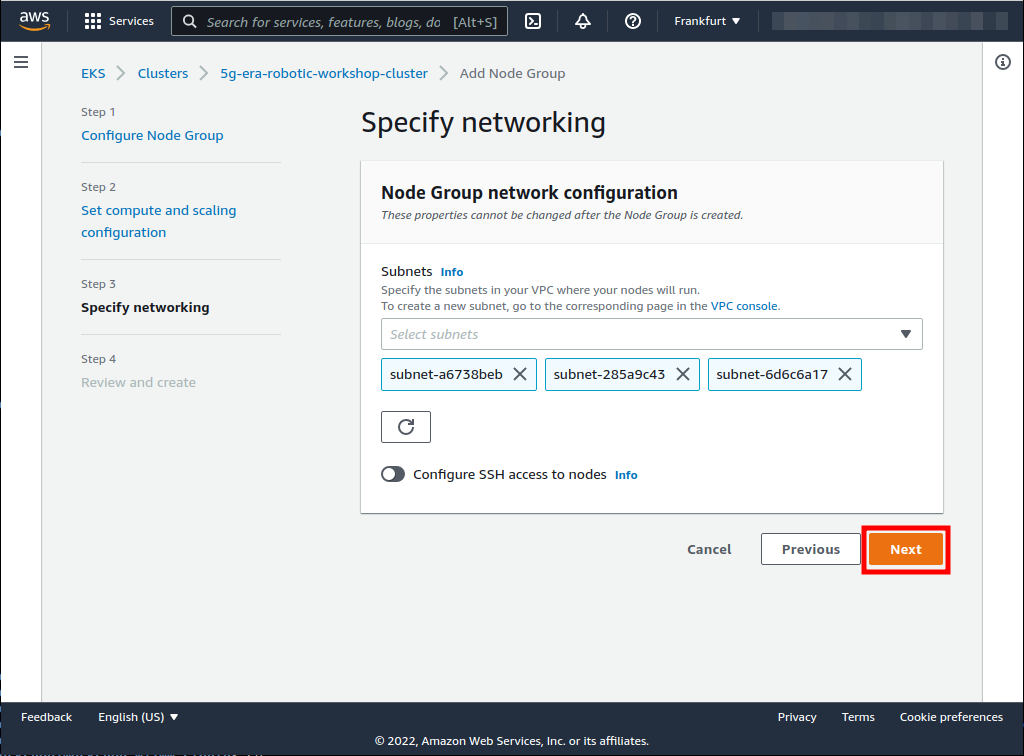 aws Services Search for services, features, blogs, do [Alt+S] Frankfurt
EKS Clusters 5g-era-robotic-workshop-cluster Add Node Group
Step 1
Configure Node Group
Step 2
Set compute and scaling
configuration
Step 3
Specify networking
Step 4
Review and create
Specify networking
Node Group network configuration
These properties cannot be changed after the Node Group is created.
Subnets Info
Specify the subnets in your VPC where your nodes will run.
To create a new subnet, go to the corresponding page in the VPC console.
Select subnets
subnet-a6738beb subnet-285a9c43 subnet-6d6c6a17
Configure SSH access to nodes Info
Cancel Previous Next
Feedback English (US) Privacy Terms Cookie preferences
© 2022, Amazon Web Services, Inc. or its affiliates.